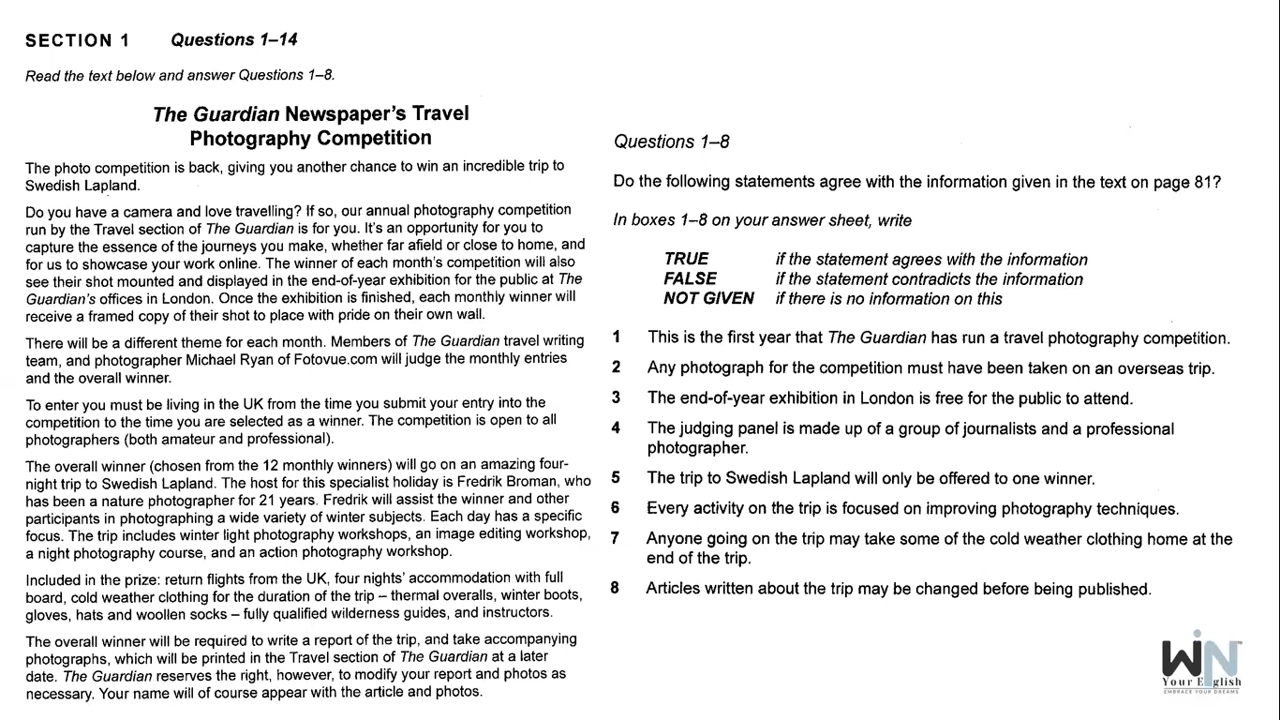 SECTION 1 Questions 1–14
Read the text below and answer Questions 1–8.
The Guardian Newspaper's Travel
Photography Competition
The photo competition is back, giving you another chance to win an incredible trip to
Swedish Lapland.
Do you have a camera and love travelling? If so, our annual photography competition
run by the Travel section of The Guardian is for you. It's an opportunity for you to
capture the essence of the journeys you make, whether far afield or close to home, and
for us to showcase your work online. The winner of each month's competition will also
see their shot mounted and displayed in the end-of-year exhibition for the public at The
Guardian's offices in London. Once the exhibition is finished, each monthly winner will
receive a framed copy of their shot to place with pride on their own wall.
There will be a different theme for each month. Members of The Guardian travel writing
team, and photographer Michael Ryan of Fotovue.com will judge the monthly entries
and the overall winner.
To enter you must be living in the UK from the time you submit your entry into the
competition to the time you are selected as a winner. The competition is open to all
photographers (both amateur and professional).
The overall winner (chosen from the 12 monthly winners) will go on an amazing four-
night trip to Swedish Lapland. The host for this specialist holiday is Fredrik Broman, who
has been a nature photographer for 21 years. Fredrik will assist the winner and other
participants in photographing a wide variety of winter subjects. Each day has a specific
focus. The trip includes winter light photography workshops, an image editing workshop,
a night photography course, and an action photography workshop.
Included in the prize: return flights from the UK, four nights' accommodation with full
board, cold weather clothing for the duration of the trip – thermal overalls, winter boots,
gloves, hats and woollen socks – fully qualified wilderness guides, and instructors.
The overall winner will be required to write a report of the trip, and take accompanying
photographs, which will be printed in the Travel section of The Guardian at a later
date. The Guardian reserves the right, however, to modify your report and photos as
necessary. Your name will of course appear with the article and photos.
Questions 1–8
Do the following statements agree with the information given in the text on page 81?
In boxes 1–8 on your answer sheet, write
TRUE if the statement agrees with the information
FALSE if the statement contradicts the information
NOT GIVEN if there is no information on this
1 This is the first year that The Guardian has run a travel photography competition.
2 Any photograph for the competition must have been taken on an overseas trip.
3 The end-of-year exhibition in London is free for the public to attend.
4 The judging panel is made up of a group of journalists and a professional
photographer.
5 The trip to Swedish Lapland will only be offered to one winner.
6 Every activity on the trip is focused on improving photography techniques.
7 Anyone going on the trip may take some of the cold weather clothing home at the
end of the trip.
8 Articles written about the trip may be changed before being published.
WiN
Your E glish
EMBRACE YOUR DREAMS